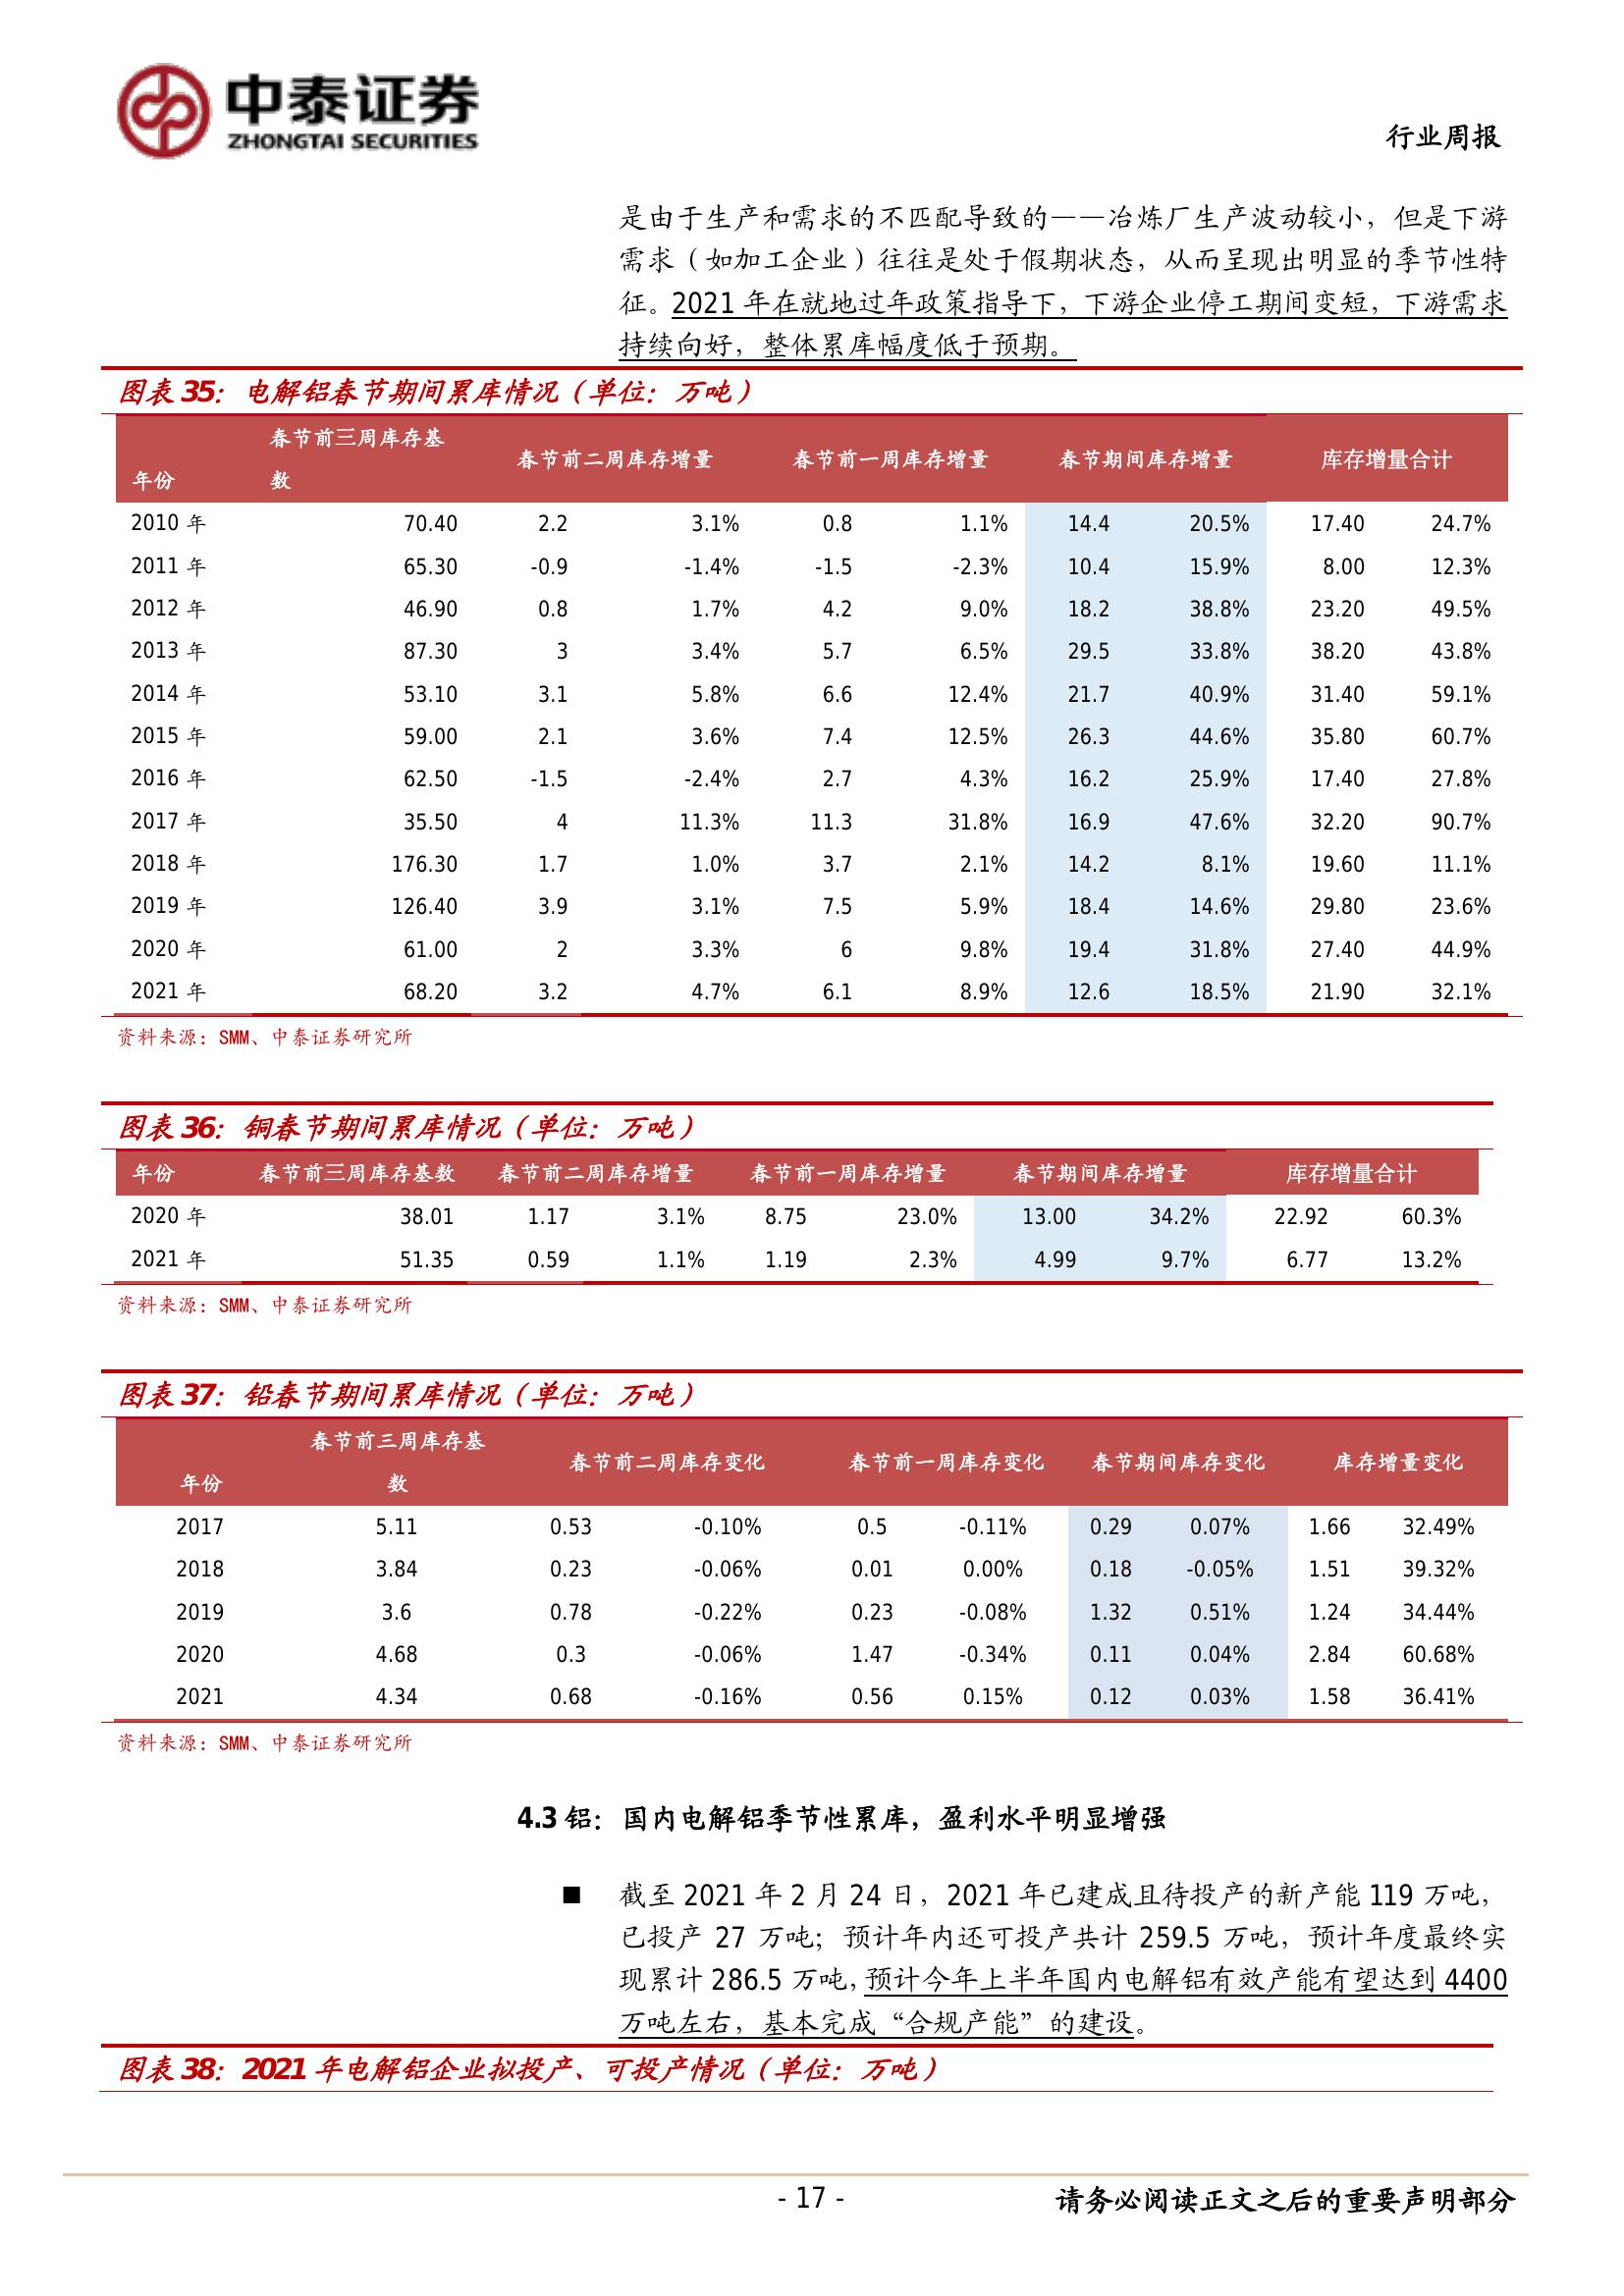 中泰证券
ZHONGTAI SECURITIES
行业周报
是由于生产和需求的不匹配导致的——冶炼厂生产波动较小，但是下游
需求（如加工企业）往往是处于假期状态，从而呈现出明显的季节性特
征。2021 年在就地过年政策指导下，下游企业停工期间变短，下游需求
持续向好，整体累库幅度低于预期。
图表 35：电解铝春节期间累库情况（单位：万吨）
年份 春节前三周库存基数 春节前二周库存增量 春节前一周库存增量 春节期间库存增量 库存增量合计
2010 年 70.40 2.2 3.1% 0.8 1.1% 14.4 20.5% 17.40 24.7%
2011 年 65.30 -0.9 -1.4% -1.5 -2.3% 10.4 15.9% 8.00 12.3%
2012 年 46.90 0.8 1.7% 4.2 9.0% 18.2 38.8% 23.20 49.5%
2013 年 87.30 3 3.4% 5.7 6.5% 29.5 33.8% 38.20 43.8%
2014 年 53.10 3.1 5.8% 6.6 12.4% 21.7 40.9% 31.40 59.1%
2015 年 59.00 2.1 3.6% 7.4 12.5% 26.3 44.6% 35.80 60.7%
2016 年 62.50 -1.5 -2.4% 2.7 4.3% 16.2 25.9% 17.40 27.8%
2017 年 35.50 4 11.3% 11.3 31.8% 16.9 47.6% 32.20 90.7%
2018 年 176.30 1.7 1.0% 3.7 2.1% 14.2 8.1% 19.60 11.1%
2019 年 126.40 3.9 3.1% 7.5 5.9% 18.4 14.6% 29.80 23.6%
2020 年 61.00 2 3.3% 6 9.8% 19.4 31.8% 27.40 44.9%
2021 年 68.20 3.2 4.7% 6.1 8.9% 12.6 18.5% 21.90 32.1%
资料来源：SMM、中泰证券研究所
图表 36：铜春节期间累库情况（单位：万吨）
年份 春节前三周库存基数 春节前二周库存增量 春节前一周库存增量 春节期间库存增量 库存增量合计
2020 年 38.01 1.17 3.1% 8.75 23.0% 13.00 34.2% 22.92 60.3%
2021 年 51.35 0.59 1.1% 1.19 2.3% 4.99 9.7% 6.77 13.2%
资料来源：SMM、中泰证券研究所
图表 37：铅春节期间累库情况（单位：万吨）
年份 春节前三周库存基数 春节前二周库存变化 春节前一周库存变化 春节期间库存变化 库存增量变化
2017 5.11 0.53 -0.10% 0.5 -0.11% 0.29 0.07% 1.66 32.49%
2018 3.84 0.23 -0.06% 0.01 0.00% 0.18 -0.05% 1.51 39.32%
2019 3.6 0.78 -0.22% 0.23 -0.08% 1.32 0.51% 1.24 34.44%
2020 4.68 0.3 -0.06% 1.47 -0.34% 0.11 0.04% 2.84 60.68%
2021 4.34 0.68 -0.16% 0.56 0.15% 0.12 0.03% 1.58 36.41%
资料来源：SMM、中泰证券研究所
4.3 铝：国内电解铝季节性累库，盈利水平明显增强
■ 截至 2021 年 2 月 24 日，2021 年已建成且待投产的新产能 119 万吨，
已投产 27 万吨；预计年内还可投产共计 259.5 万吨，预计年度最终实
现累计 286.5 万吨，预计今年上半年国内电解铝有效产能有望达到 4400
万吨左右，基本完成“合规产能”的建设。
图表 38：2021 年电解铝企业拟投产、可投产情况（单位：万吨）
- 17 -
请务必阅读正文之后的重要声明部分